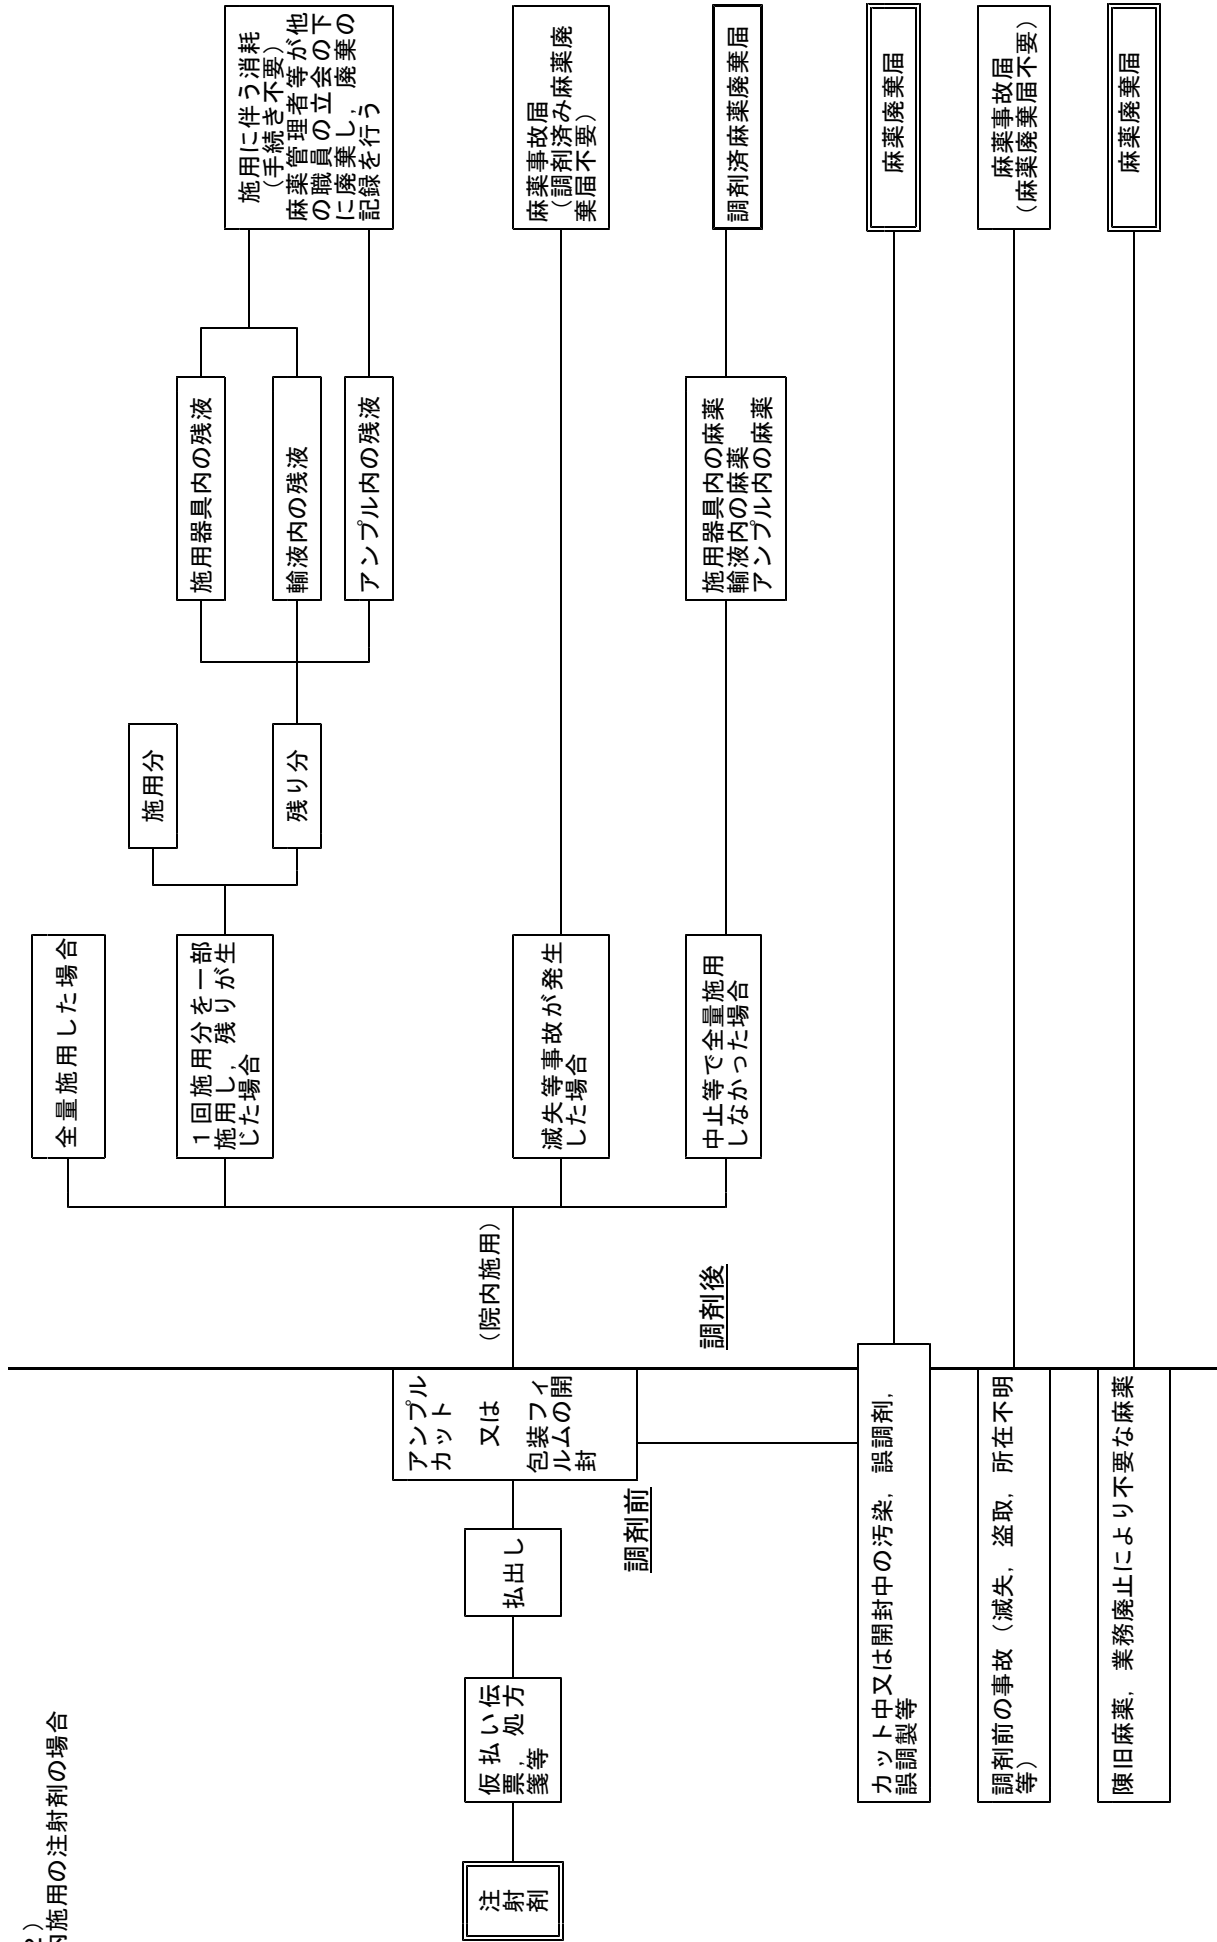 内施用の注射剤の場合
注
射
剤
仮払い伝
票，処方
箋等
払出し
アンプル
カット
又は
包装フィ
ルムの開
封
調剤前
（院内施用）
調剤後
全量施用した場合
１回施用分を一部
施用し，残りが生
じた場合
施用分
残り分
施用器具内の残液
輸液内の残液
アンプル内の残液
施用に伴う消耗
（手続き不要）
麻薬管理者等が他
の職員の立会の下
に廃棄し，廃棄の
記録を行う
滅失等事故が発生
した場合
麻薬事故届
（調剤済み麻薬廃
棄届不要）
中止等で全量施用
しなかった場合
施用器具内の麻薬
輸液内の麻薬
アンプル内の麻薬
調剤済麻薬廃棄届
カット中又は開封中の汚染，誤調剤，
誤調製等
麻薬廃棄届
調剤前の事故（滅失，盗取，所在不明
等）
麻薬事故届
（麻薬廃棄届不要）
陳旧麻薬，業務廃止により不要な麻薬
麻薬廃棄届